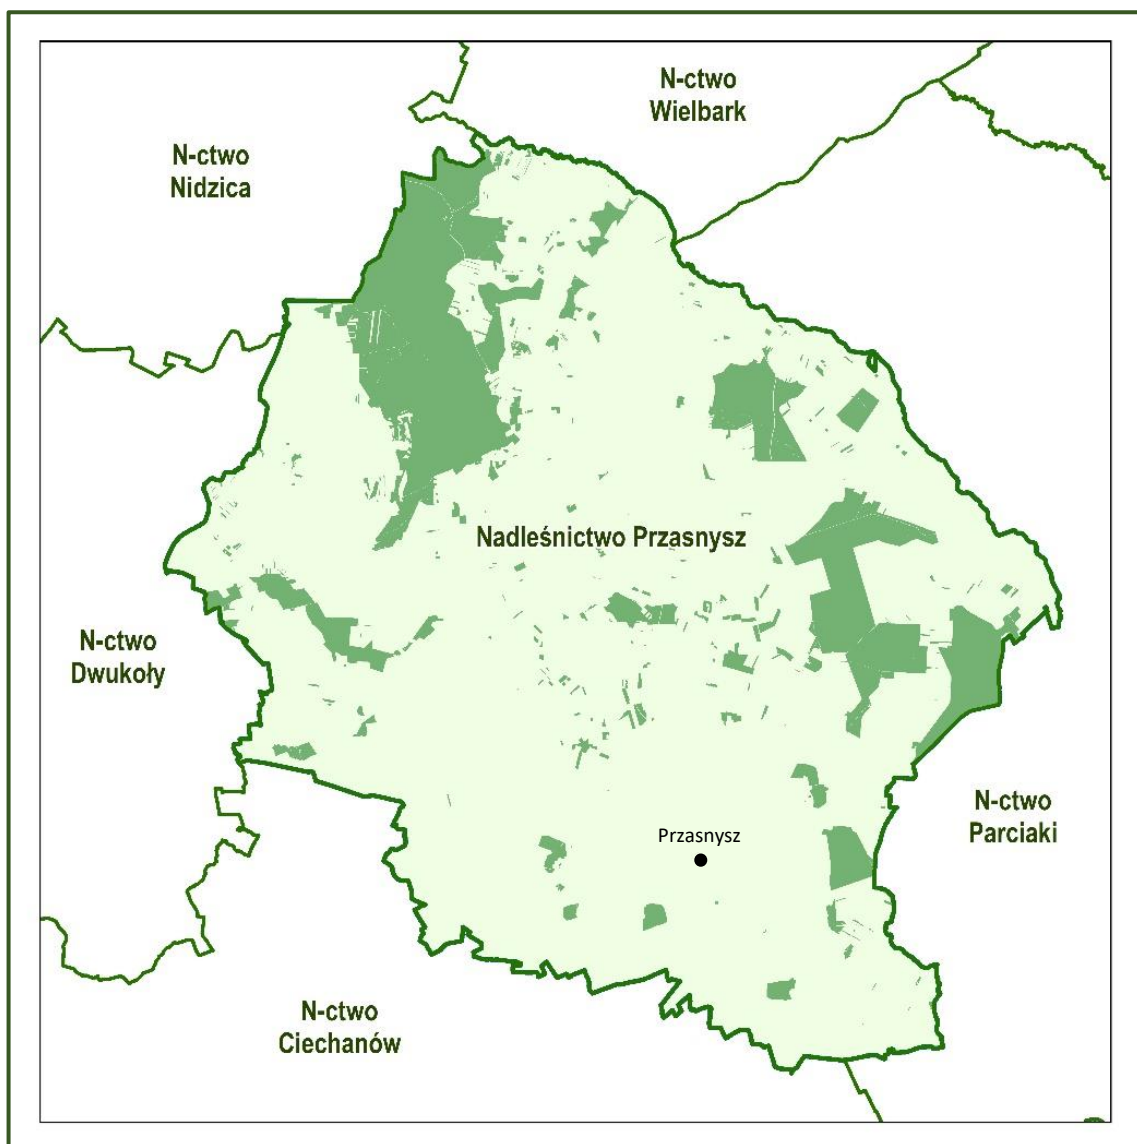 N-ctwo
Wielbark
N-ctwo
Nidzica
Nadleśnictwo Przasnysz
N-ctwo
Dwukoły
N-ctwo
Parciaki
Przasnysz
N-ctwo
Ciechanów